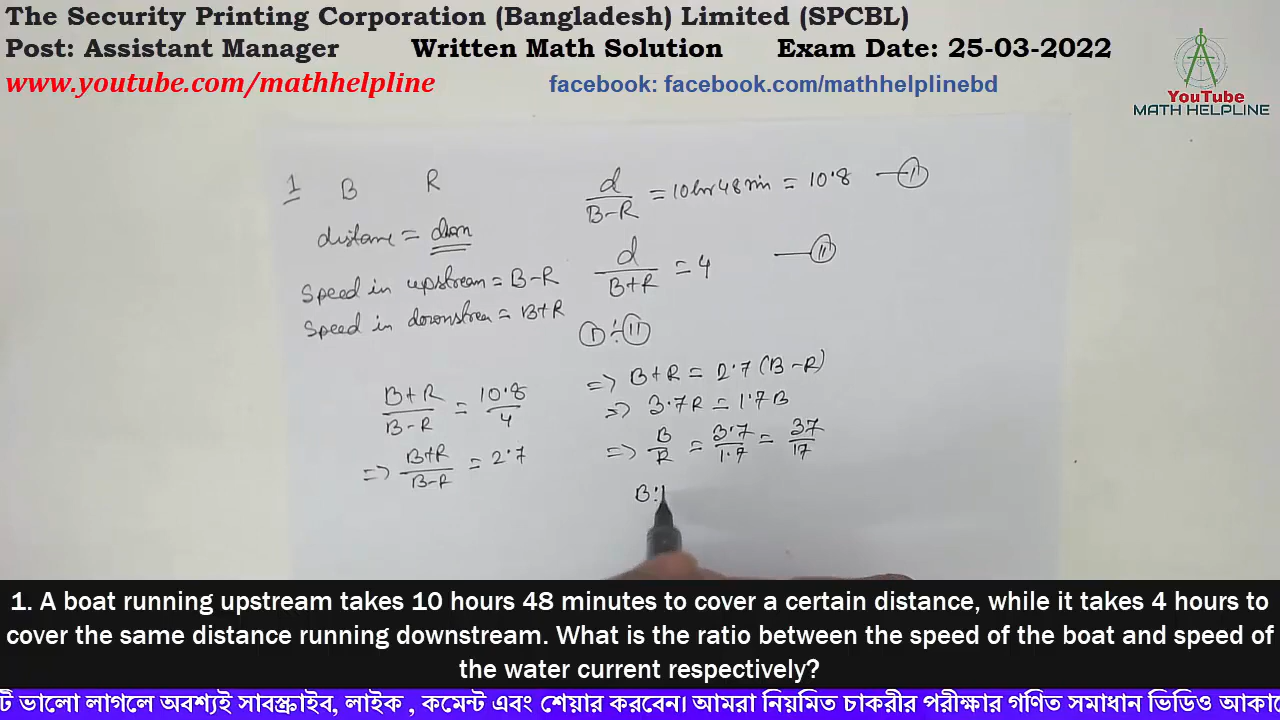 The Security Printing Corporation (Bangladesh) Limited (SPCBL)
Post: Assistant Manager Written Math Solution Exam Date: 25-03-2022
www.youtube.com/mathhelpline facebook: facebook.com/mathhelplinebd
YouTube
MATH HELPLINE
1 B R
distance =
Speed in upstream = B-R
Speed in downstream = B+R
d/(B-R) = 10hr 48 min = 10.8
d/(B+R) = 4 — (II)
(I) ÷ (II)
(B+R)/(B-R) = 10.8/4
=> (B+R)/(B-R) = 2.7
=> B+R = 2.7 (B-R)
=> 3.7R = 1.7B
=> B/R = 3.7/1.7 = 37/17
B:
1. A boat running upstream takes 10 hours 48 minutes to cover a certain distance, while it takes 4 hours to
cover the same distance running downstream. What is the ratio between the speed of the boat and speed of
the water current respectively?
টি ভালো লাগলে অবশ্যই সাবস্ক্রাইব, লাইক , কমেন্ট এবং শেয়ার করবেন। আমরা নিয়মিত চাকরীর পরীক্ষার গণিত সমাধান ভিডিও আকারে